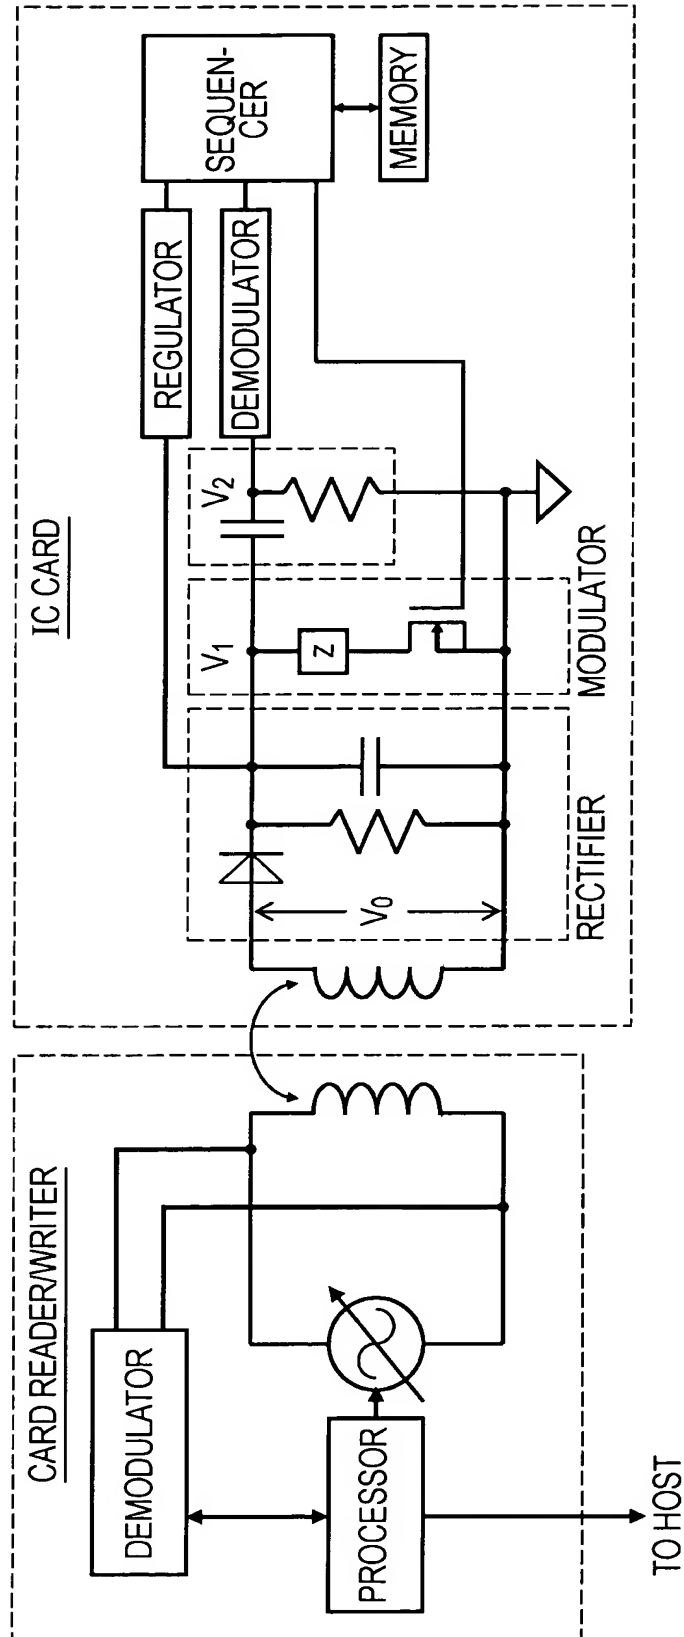 CARD READER/WRITER
DEMODULATOR
PROCESSOR
TO HOST
IC CARD
V0
RECTIFIER
V1
Z
MODULATOR
V2
REGULATOR
DEMODULATOR
SEQUEN-
CER
MEMORY